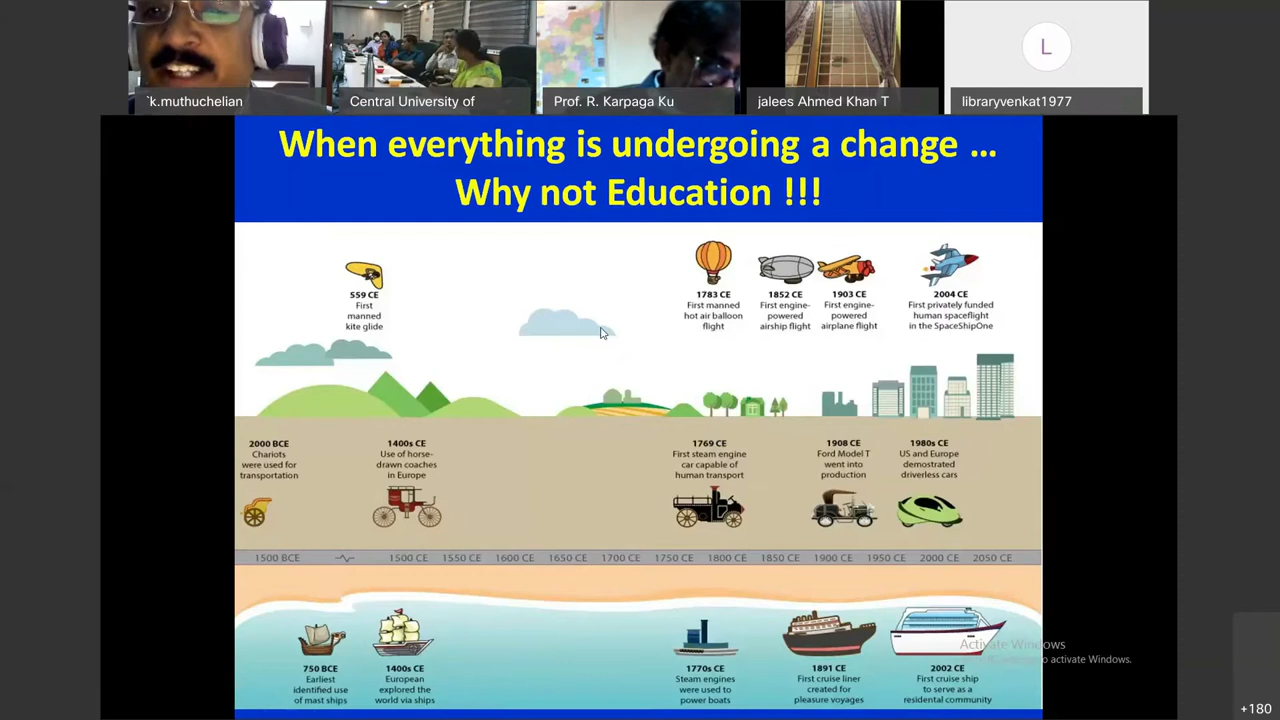 `k.muthuchelian
Central University of
Prof. R. Karpaga Ku
jalees Ahmed Khan T
L
libraryvenkat1977
When everything is undergoing a change ...
Why not Education !!!
559 CE
First
manned
kite glide
1783 CE
First manned
hot air balloon
flight
1852 CE
First engine-
powered
airship flight
1903 CE
First engine-
powered
airplane flight
2004 CE
First privately funded
human spaceflight
in the SpaceShipOne
2000 BCE
Chariots
were used for
transportation
1400s CE
Use of horse-
drawn coaches
in Europe
1769 CE
First steam engine
car capable of
human transport
1908 CE
Ford Model T
went into
production
1980s CE
US and Europe
demostrated
driverless cars
1500 BCE 1500 CE 1550 CE 1600 CE 1650 CE 1700 CE 1750 CE 1800 CE 1850 CE 1900 CE 1950 CE 2000 CE 2050 CE
750 BCE
Earliest
identified use
of mast ships
1400s CE
European
explored the
world via ships
1770s CE
Steam engines
were used to
power boats
1891 CE
First cruise liner
created for
pleasure voyages
2002 CE
First cruise ship
to serve as a
residential community
Activate Windows
to activate Windows.
+180